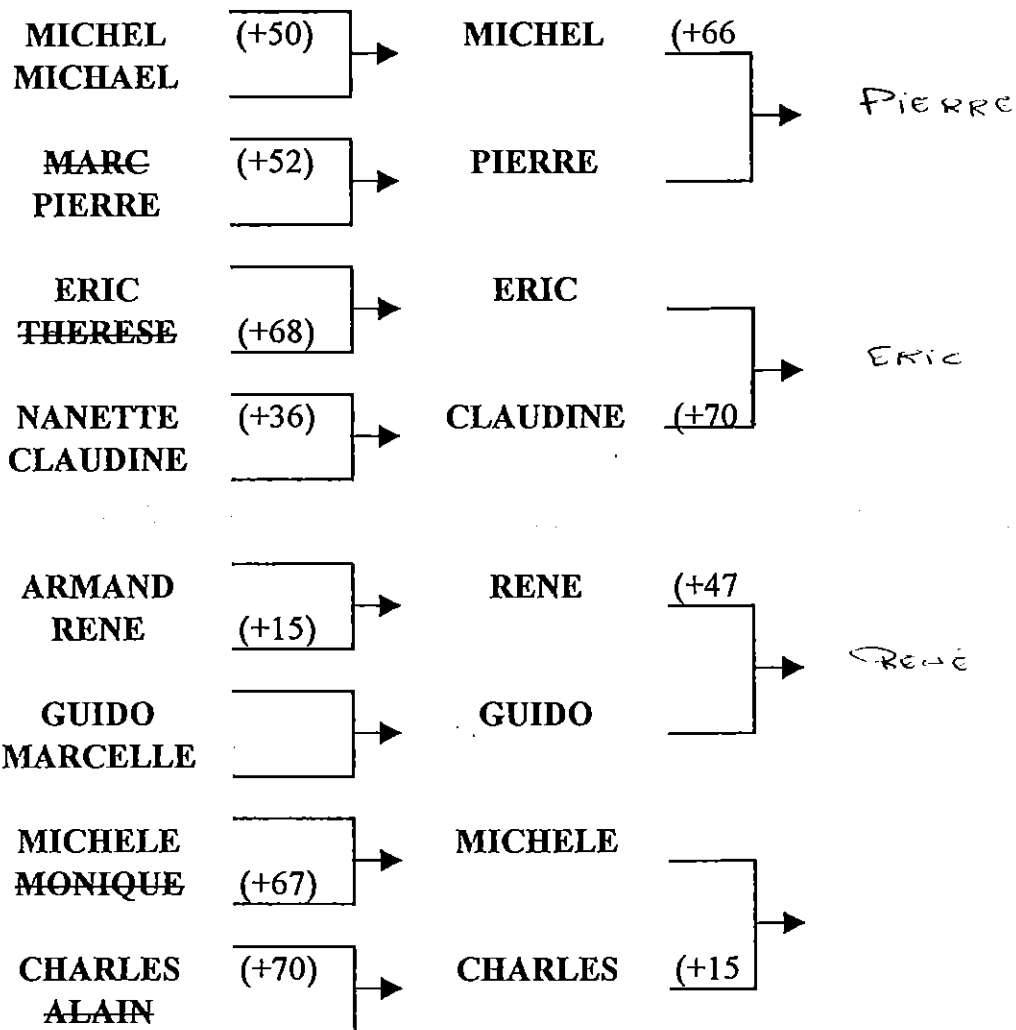 MICHEL (+50) MICHEL (+66
MICHAEL
Pierre
MARC (+52) PIERRE
PIERRE
ERIC ERIC
THERESE (+68)
Eric
NANETTE (+36) CLAUDINE (+70
CLAUDINE
ARMAND RENE (+47
RENE (+15)
René
GUIDO GUIDO
MARCELLE
MICHELE MICHELE
MONIQUE (+67)
CHARLES (+70) CHARLES (+15
ALAIN